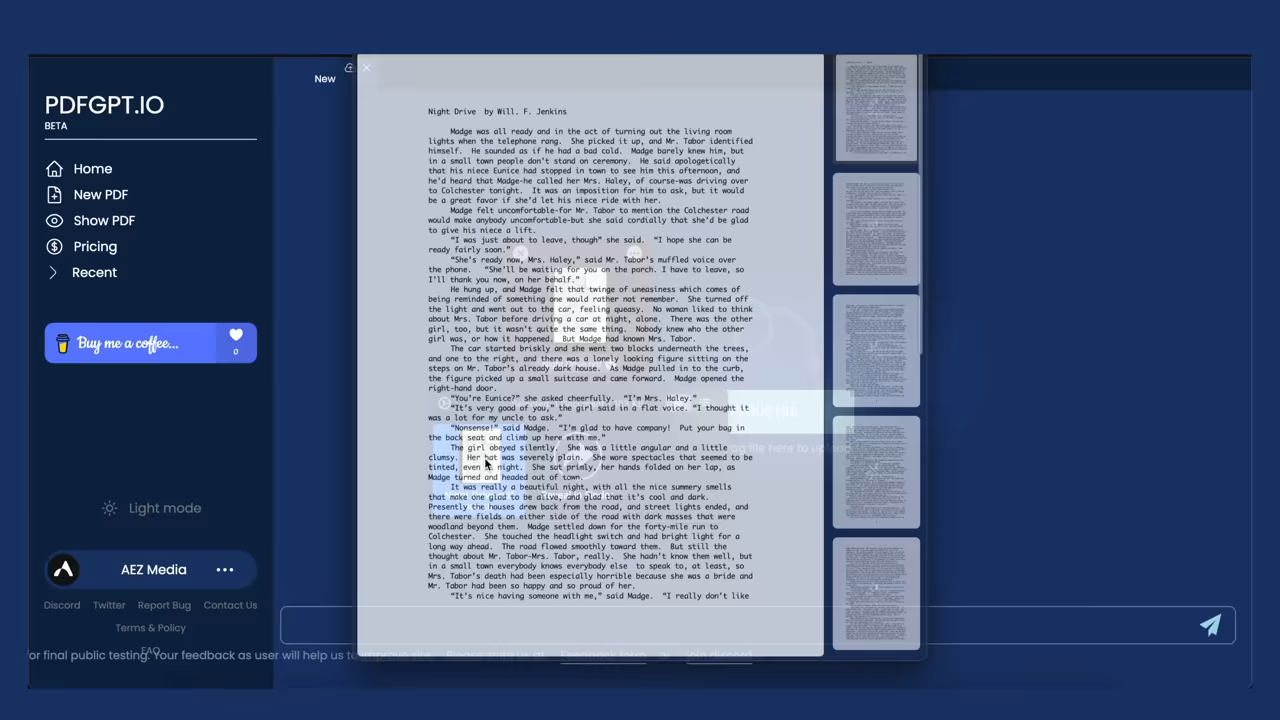 New
PDFGPT.IO
BETA
Home
New PDF
Show PDF
Pricing
Recent
Buy me a coffee...
0
Light mode
AEZ Media
Discord Twitter Report Bug Contact Us
Terms & Policy
FAQ
or final public testing. Your feedback as user will help us to
Night Drive by Will. F. Jenkins
Madge was all ready and in the act of turning out the living room
lights when the telephone rang. She picked it up, and Mr. Tabor identified
himself. He sounded as if he had a bad cold. Madge barely knew him, but
in a small town people don't stand on ceremony. He said apologetically
that his niece Eunice had stopped in town to see him this afternoon, and
he'd heard that Madge-he called her Mrs. Haley, of course-was driving over
to Colchester tonight. It was an imposition for him to ask, but it would
be a great favor if she'd let his niece ride with her.
Madge felt uncomfortable-for Mr. Tabor to mention the Colchester road
would make anybody uncomfortable-but she said cordially that she'd be glad
to give his niece a lift.
"I was just about to leave, though" she said. "I hope she can be
ready fairly soon."
"She's ready now, Mrs. Haley," said Mr. Tabor's muffled voice over
the phone. "She'll be waiting for you on the porch. I have to leave, so
I'll thank you now, on her behalf."
He hung up, and Madge felt that twinge of uneasiness which comes of
being reminded of something one would rather not remember. She turned off
the light and went out to the car, feeling queasy. No woman liked to think
about Mr. Tabor before driving a car at night, alone. There was the other
girl, too, but it wasn't quite the same thing. Nobody knew who the other
girl was, or how it happened. But Madge had known Mrs. Tabor.
The car started briskly, and she went two blocks underneath the trees,
and one to the right, and there was a lonely looking figure sitting on the
steps on Mr. Tabor's already dark house. As Madge pulled in to the curb,
the figure picked up a small suitcase and came forward. Madge opened the
right-hand door.
"You're Eunice?" she asked cheerfully. "I'm Mrs. Haley."
"It's very good of you," the girl said in a flat voice. "I thought it
was a lot for my uncle to ask."
"Nonsense!" said Madge. "I'm glad to have company! Put your bag in
the back seat and climb up here with me."
The girl obeyed silently. She was a little angular and a little
clumsy. Her hat was severely plain. She wore spectacles that seemed to be
tinted, even at night. She sat primly, her hands folded on her lap, as
Madge turned and headed out of town.
It was really a beautiful night, with all the nice summery smells
that make one glad to be alive, and glad that it's cool and dark.
Presently the houses drew back from the road, and street lights ended, and
there were fields on either side of the road with dark masses that were
woodland beyond them. Madge settled down for the forty-mile run to
Colchester. She touched the headlight switch and had bright light for a
long way ahead. The road flowed smoothly toward them. But still the
thought about Mr. Tabor-Mrs. Tabor, really. She hadn't known them well, but
in a small town everybody knows everybody else to speak to, at least, so
Mrs. Tabor's death had been especially horrible because she was a bride and
Mr. Tabor had been so happy and so proud of her.
"It's nice having someone with me," said Madge. "I really don't like